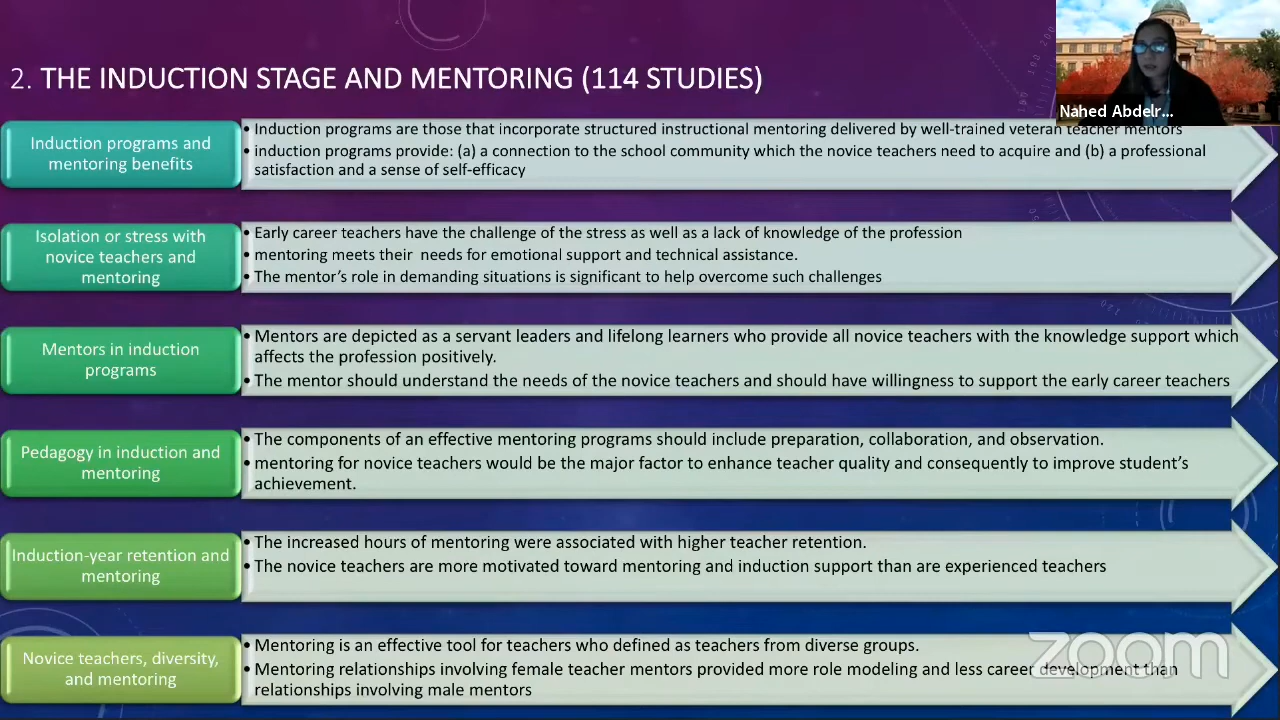 2. THE INDUCTION STAGE AND MENTORING (114 STUDIES)
Nahed Abdelr...
Induction programs and
mentoring benefits
• Induction programs are those that incorporate structured instructional mentoring delivered by well-trained veteran teacher mentors
• induction programs provide: (a) a connection to the school community which the novice teachers need to acquire and (b) a professional
satisfaction and a sense of self-efficacy
Isolation or stress with
novice teachers and
mentoring
• Early career teachers have the challenge of the stress as well as a lack of knowledge of the profession
• mentoring meets their needs for emotional support and technical assistance.
• The mentor's role in demanding situations is significant to help overcome such challenges
Mentors in induction
programs
• Mentors are depicted as a servant leaders and lifelong learners who provide all novice teachers with the knowledge support which
affects the profession positively.
• The mentor should understand the needs of the novice teachers and should have willingness to support the early career teachers
Pedagogy in induction and
mentoring
• The components of an effective mentoring programs should include preparation, collaboration, and observation.
• mentoring for novice teachers would be the major factor to enhance teacher quality and consequently to improve student's
achievement.
Induction-year retention and
mentoring
• The increased hours of mentoring were associated with higher teacher retention.
• The novice teachers are more motivated toward mentoring and induction support than are experienced teachers
Novice teachers, diversity,
and mentoring
• Mentoring is an effective tool for teachers who defined as teachers from diverse groups.
• Mentoring relationships involving female teacher mentors provided more role modeling and less career development than
relationships involving male mentors
zoom